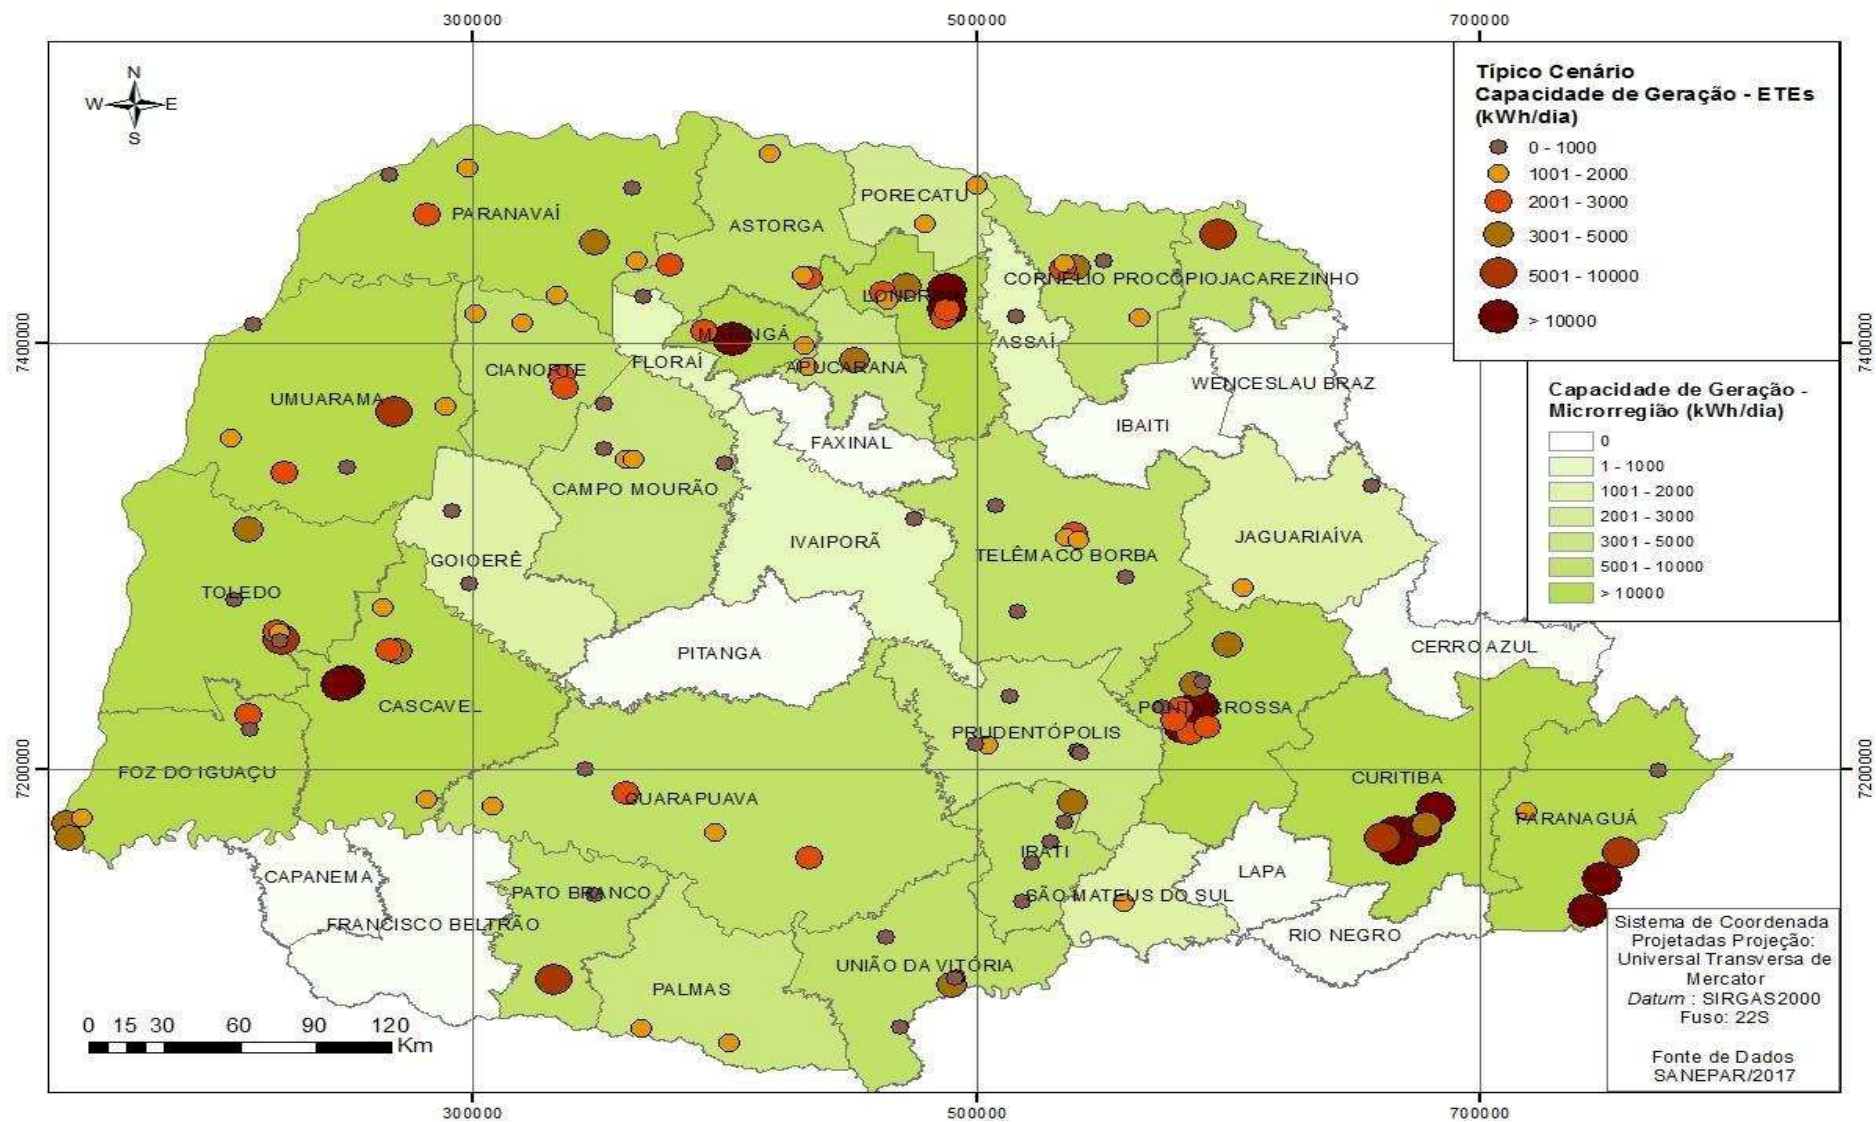 300000
500000
700000
N
W
E
S
Típico Cenário
Capacidade de Geração - ETEs
(kWh/dia)
0 - 1000
1001 - 2000
2001 - 3000
3001 - 5000
5001 - 10000
> 10000
Capacidade de Geração -
Microrregião (kWh/dia)
0
1 - 1000
1001 - 2000
2001 - 3000
3001 - 5000
5001 - 10000
> 10000
7400000
7400000
7200000
7200000
PORECATU
PARANAVAÍ
ASTORGA
CORNÉLIO PROCÓPIO
JACAREZINHO
LONDRINA
MARINGÁ
ASSAÍ
FLORAÍ
CIANORTE
APUCARANA
WENCESLAU BRAZ
UMUARAMA
IBAITI
FAXINAL
CAMPO MOURÃO
JAGUARIAÍVA
IVAIPORÃ
TELÊMACO BORBA
GOIOERÊ
TOLEDO
CERRO AZUL
PITANGA
CASCAVEL
PONTA GROSSA
PRUDENTÓPOLIS
FOZ DO IGUAÇU
CURITIBA
GUARAPUAVA
PARANAGUÁ
IRATI
LAPA
CAPANEMA
PATO BRANCO
SÃO MATEUS DO SUL
FRANCISCO BELTRÃO
RIO NEGRO
UNIÃO DA VITÓRIA
PALMAS
0 15 30 60 90 120
Km
Sistema de Coordenada
Projetadas Projeção:
Universal Transversa de
Mercator
Datum : SIRGAS2000
Fuso: 22S
Fonte de Dados
SANEPAR/2017
300000
500000
700000